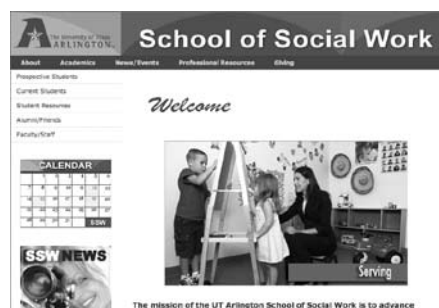 The University of Texas
ARLINGTON
School of Social Work
About Academics News/Events Professional Resources Giving
Prospective Students
Current Students
Student Resources
Alumni/Friends
Faculty/Staff
Welcome
CALENDAR
SSW
SSW NEWS
Serving
The mission of the UT Arlington School of Social Work is to advance